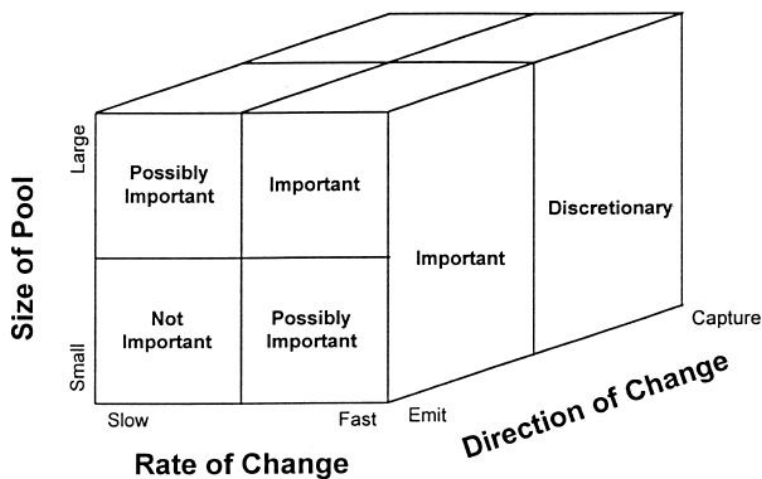 Size of Pool
Large
Small
Possibly
Important
Important
Not
Important
Possibly
Important
Important
Discretionary
Slow
Fast
Emit
Capture
Rate of Change
Direction of Change